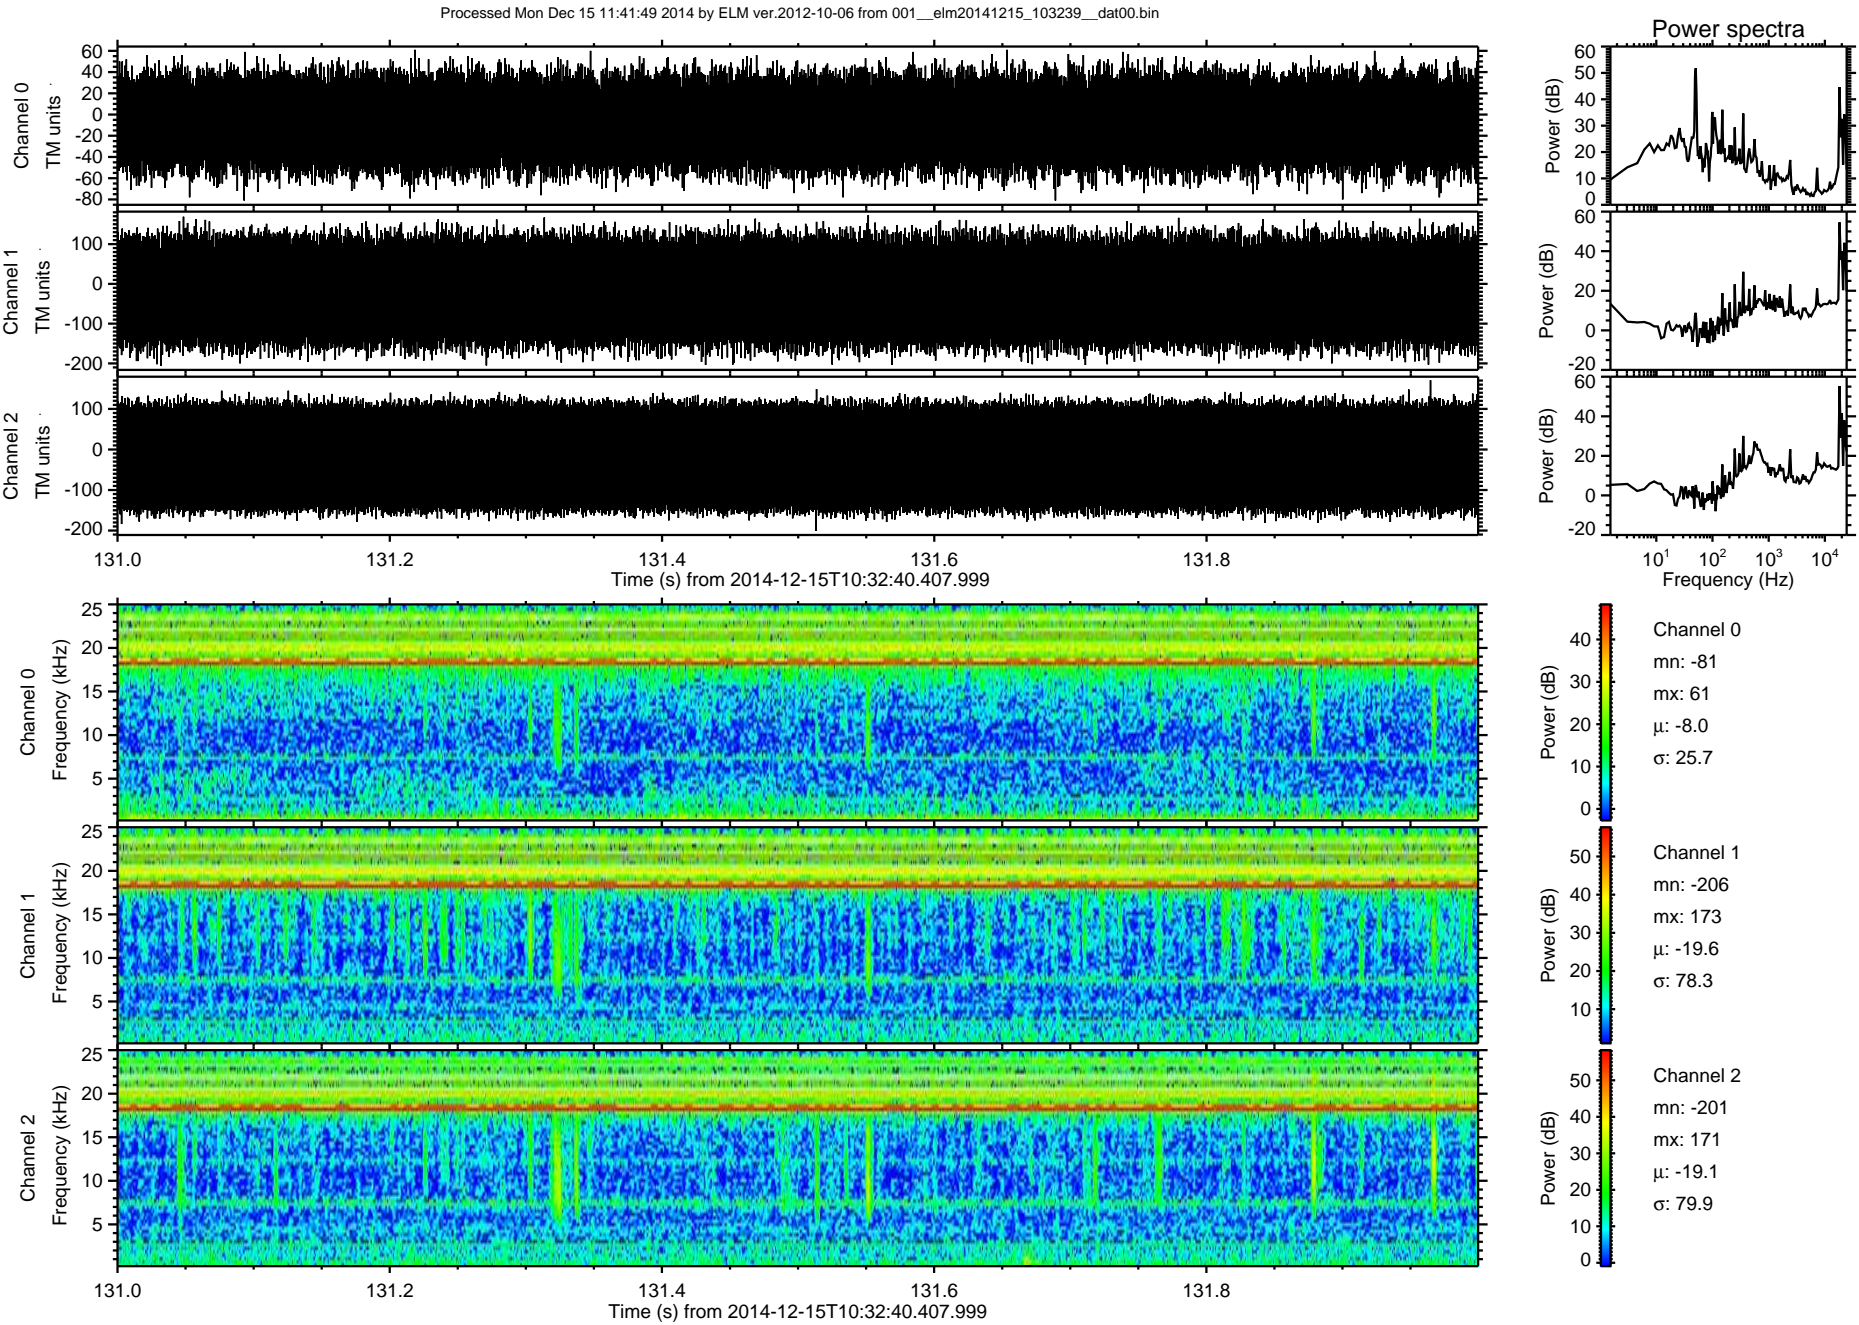 Processed Mon Dec 15 11:41:49 2014 by ELM ver.2012-10-06 from 001__elm20141215_103239__dat00.bin
Power spectra
Channel 0
TM units
60
40
20
0
-20
-40
-60
-80
Power (dB)
60
50
40
30
20
10
0
Channel 1
TM units
100
0
-100
-200
Power (dB)
60
40
20
0
-20
Channel 2
TM units
100
0
-100
-200
Power (dB)
60
40
20
0
-20
131.0 131.2 131.4 131.6 131.8
Time (s) from 2014-12-15T10:32:40.407.999
10^1 10^2 10^3 10^4
Frequency (Hz)
Channel 0
Frequency (kHz)
25
20
15
10
5
Power (dB)
40
30
20
10
0
Channel 0
mn: -81
mx: 61
μ: -8.0
σ: 25.7
Channel 1
Frequency (kHz)
25
20
15
10
5
Power (dB)
50
40
30
20
10
Channel 1
mn: -206
mx: 173
μ: -19.6
σ: 78.3
Channel 2
Frequency (kHz)
25
20
15
10
5
Power (dB)
50
40
30
20
10
0
Channel 2
mn: -201
mx: 171
μ: -19.1
σ: 79.9
131.0 131.2 131.4 131.6 131.8
Time (s) from 2014-12-15T10:32:40.407.999